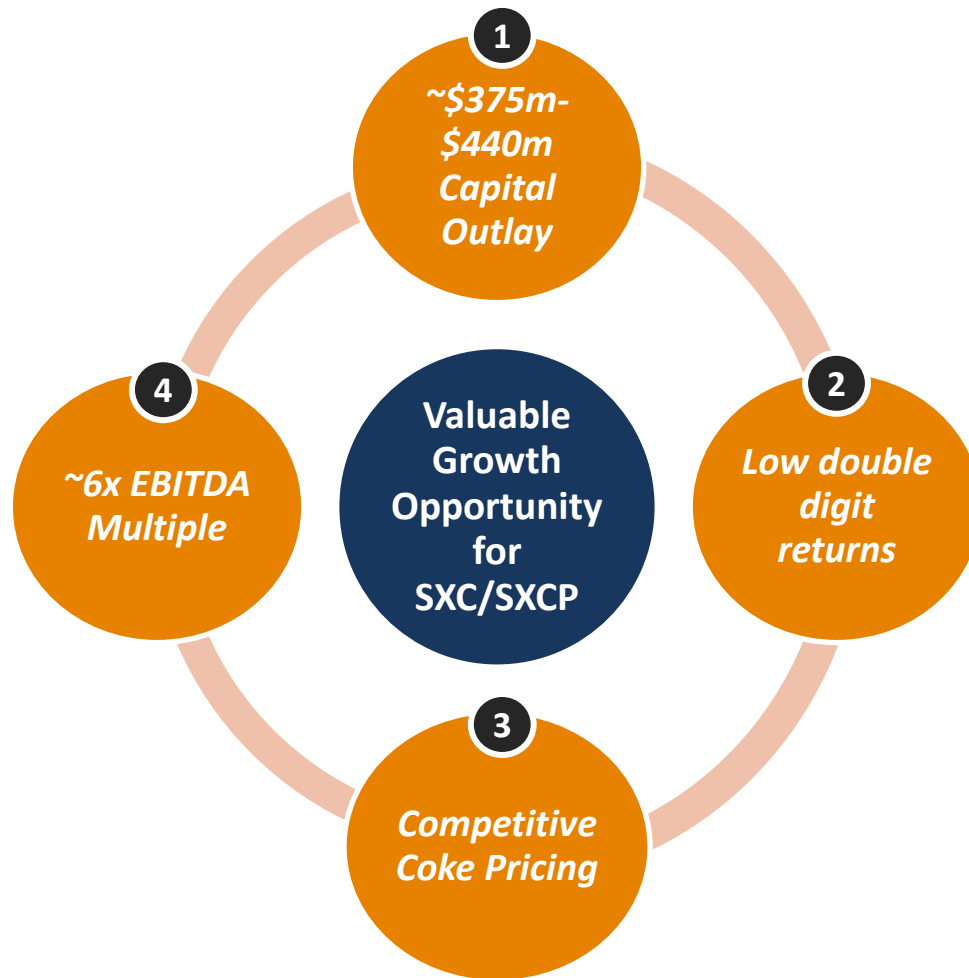 1
~$375m-
$440m
Capital
Outlay
2
Low double
digit
returns
3
Competitive
Coke Pricing
4
~6x EBITDA
Multiple
Valuable
Growth
Opportunity
for
SXC/SXCP